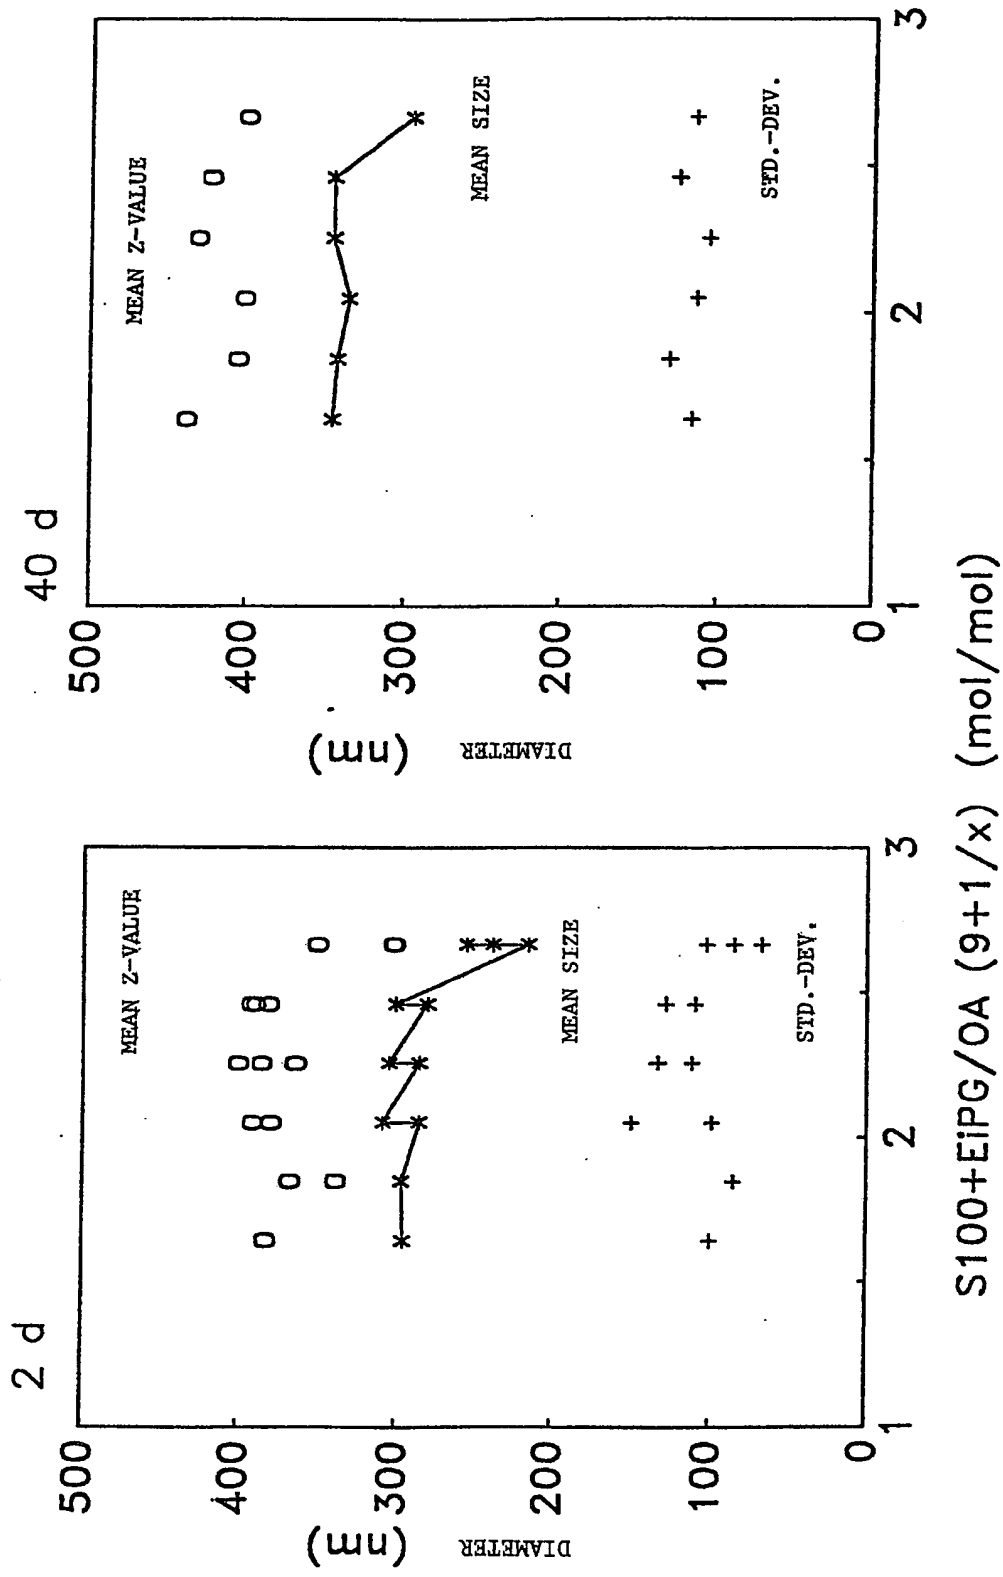 2 d
500
400
300
200
100
0
DIAMETER
(nm)
MEAN Z-VALUE
MEAN SIZE
STD.-DEV.
1
2
3
40 d
500
400
300
200
100
0
DIAMETER
(nm)
MEAN Z-VALUE
MEAN SIZE
STD.-DEV.
1
2
3
S100+EiPG/OA (9+1/x) (mol/mol)